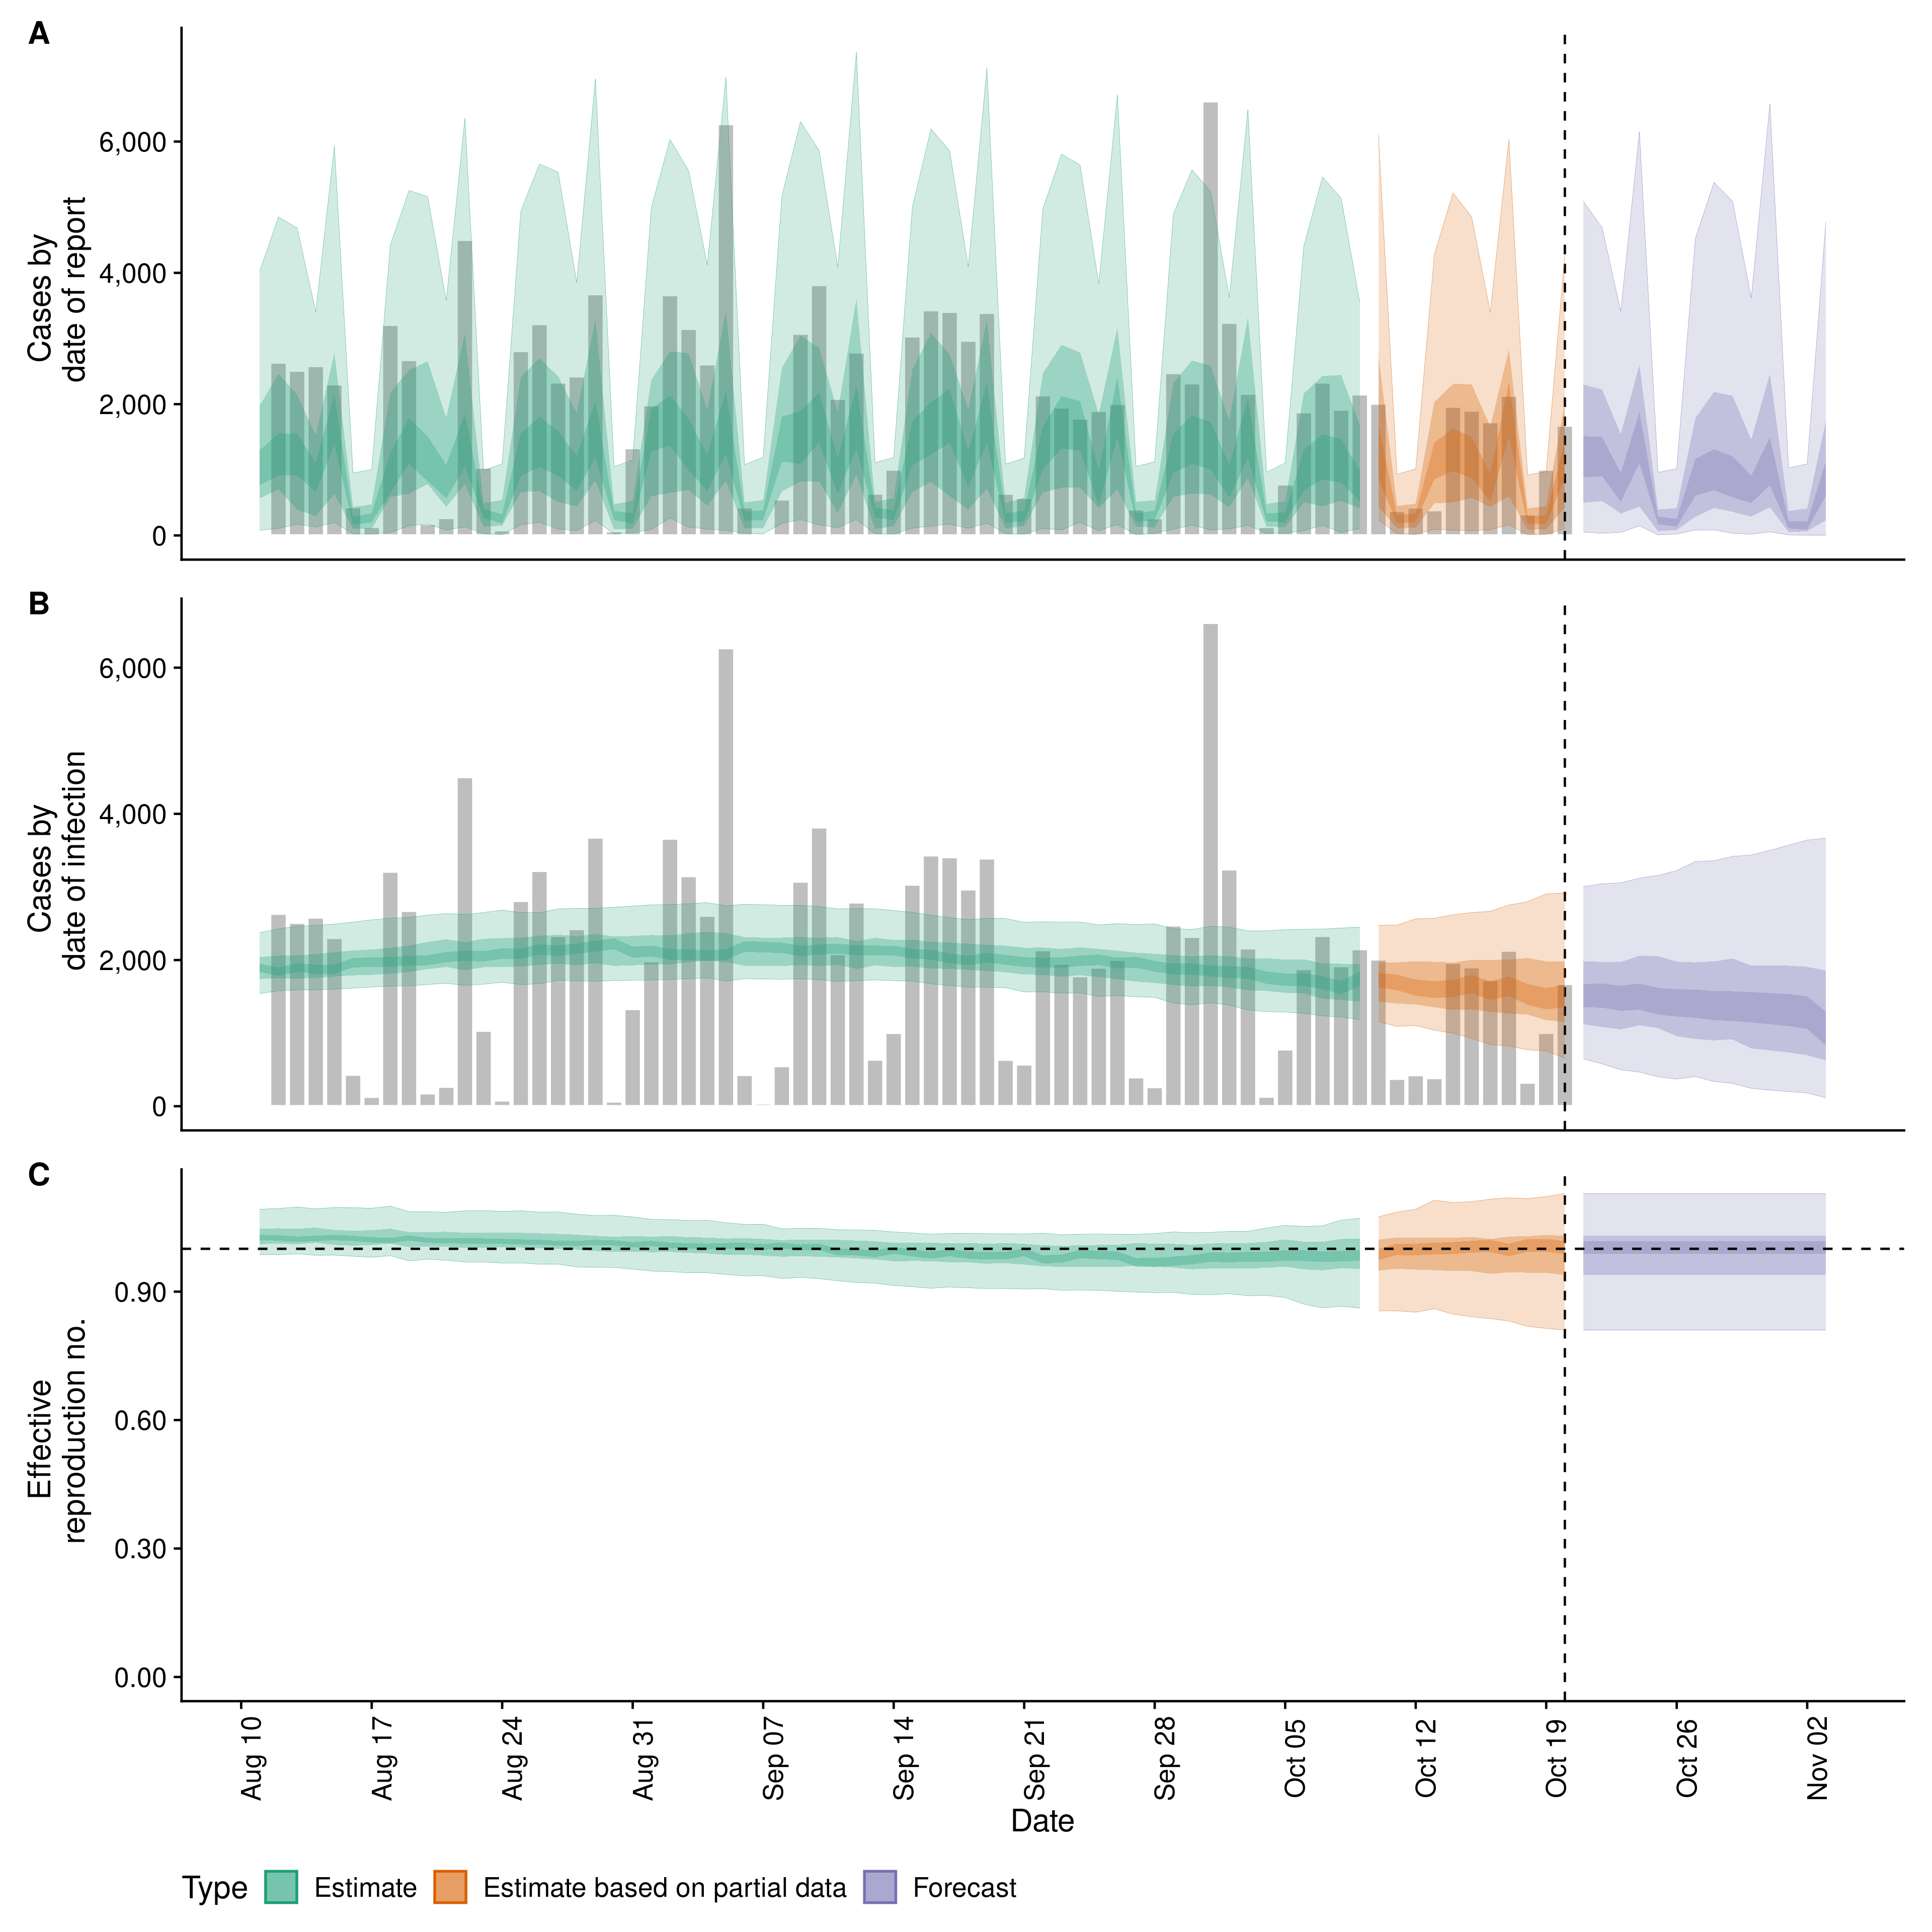 A
Cases by
date of report
6,000
4,000
2,000
0
B
Cases by
date of infection
6,000
4,000
2,000
0
C
Effective
reproduction no.
0.90
0.60
0.30
0.00
Aug 10
Aug 17
Aug 24
Aug 31
Sep 07
Sep 14
Sep 21
Sep 28
Oct 05
Oct 12
Oct 19
Oct 26
Nov 02
Date
Type
Estimate
Estimate based on partial data
Forecast